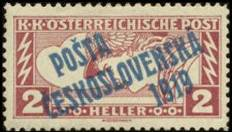 K.K. ÖSTERREICHISCHE POST
POŠTA
ČESKOSLOVENSKÁ
1919
2 HELLER 2